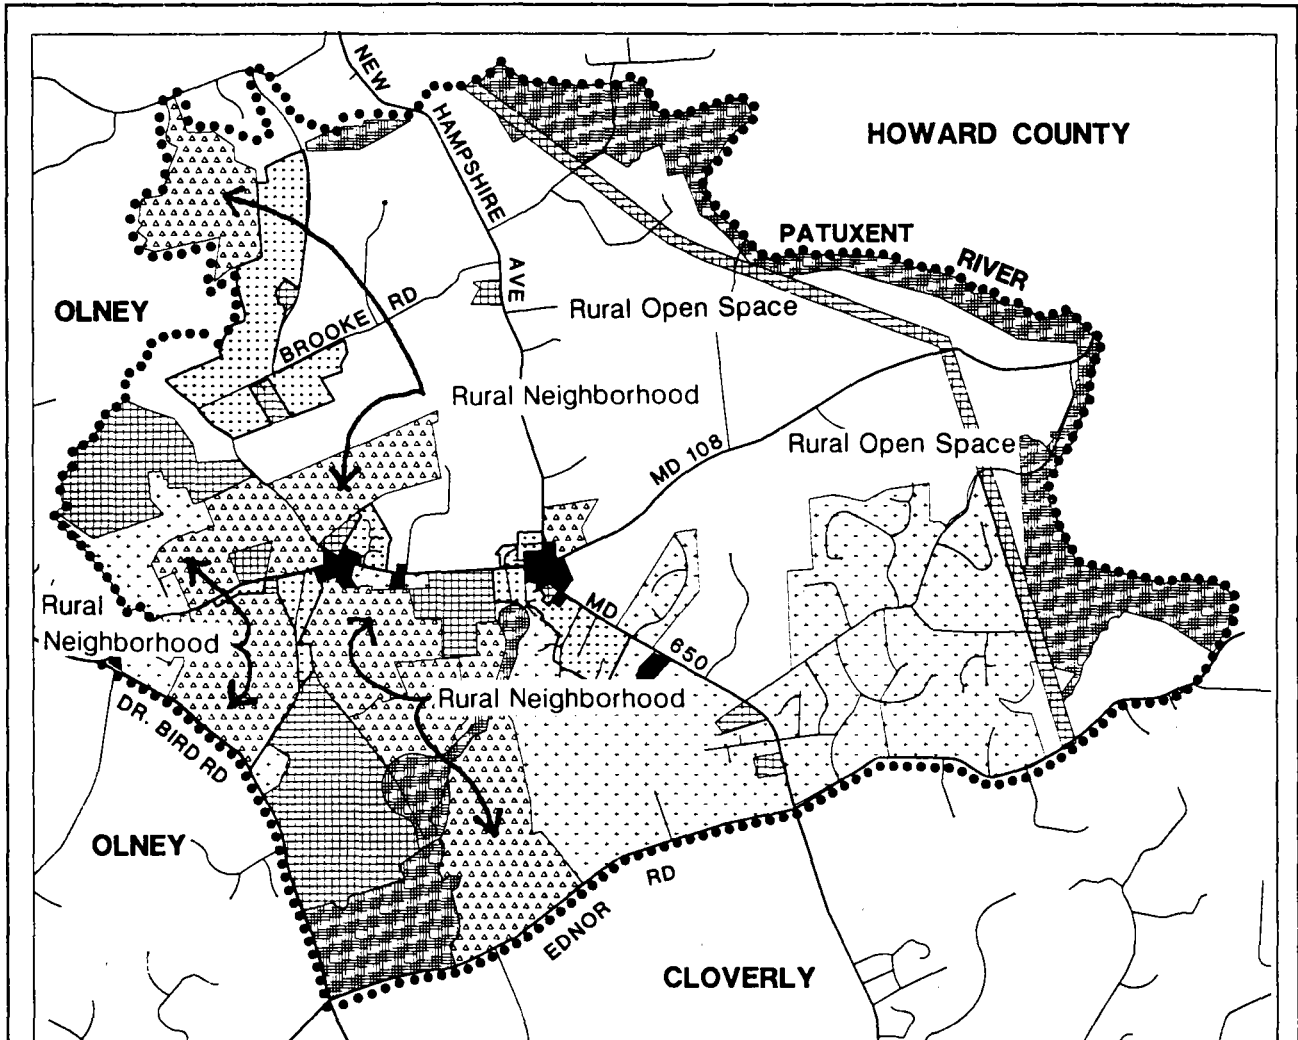 NEW
HAMPSHIRE
AVE
HOWARD COUNTY
PATUXENT
RIVER
OLNEY
BROOKE RD
Rural Open Space
Rural Neighborhood
MD 108
Rural Open Space
Rural
Neighborhood
MD
650
Rural Neighborhood
DR. BIRD RD
OLNEY
EDNOR
RD
CLOVERLY